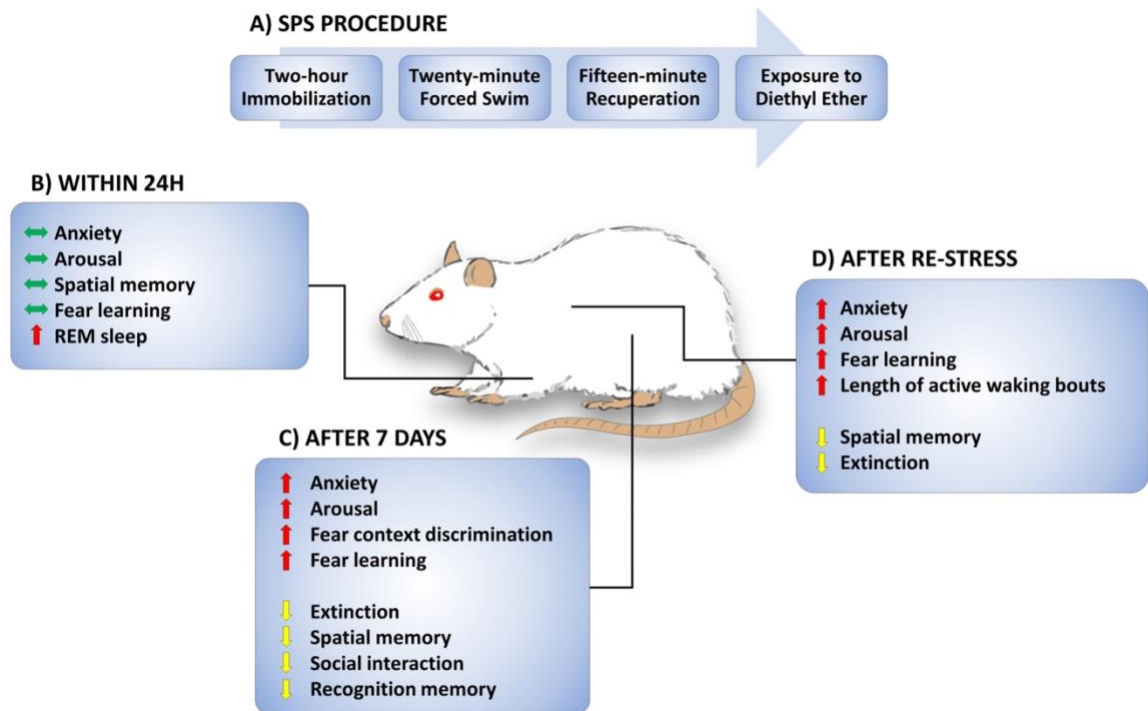 A) SPS PROCEDURE
Two-hour
Immobilization
Twenty-minute
Forced Swim
Fifteen-minute
Recuperation
Exposure to
Diethyl Ether
B) WITHIN 24H
Anxiety
Arousal
Spatial memory
Fear learning
REM sleep
C) AFTER 7 DAYS
Anxiety
Arousal
Fear context discrimination
Fear learning
Extinction
Spatial memory
Social interaction
Recognition memory
D) AFTER RE-STRESS
Anxiety
Arousal
Fear learning
Length of active waking bouts
Spatial memory
Extinction